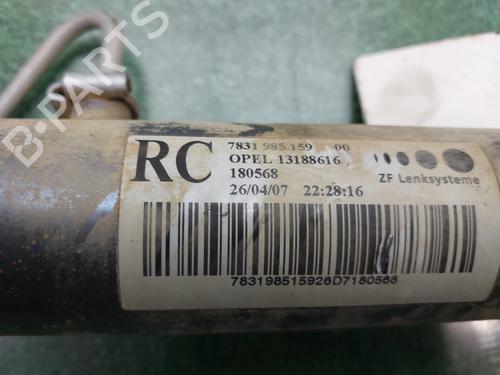 RC
7831 985.159 00
OPEL 13188616
180568
26/04/07 22:28:16
ZF Lenksysteme
783198515926D7180568
B-PARTS